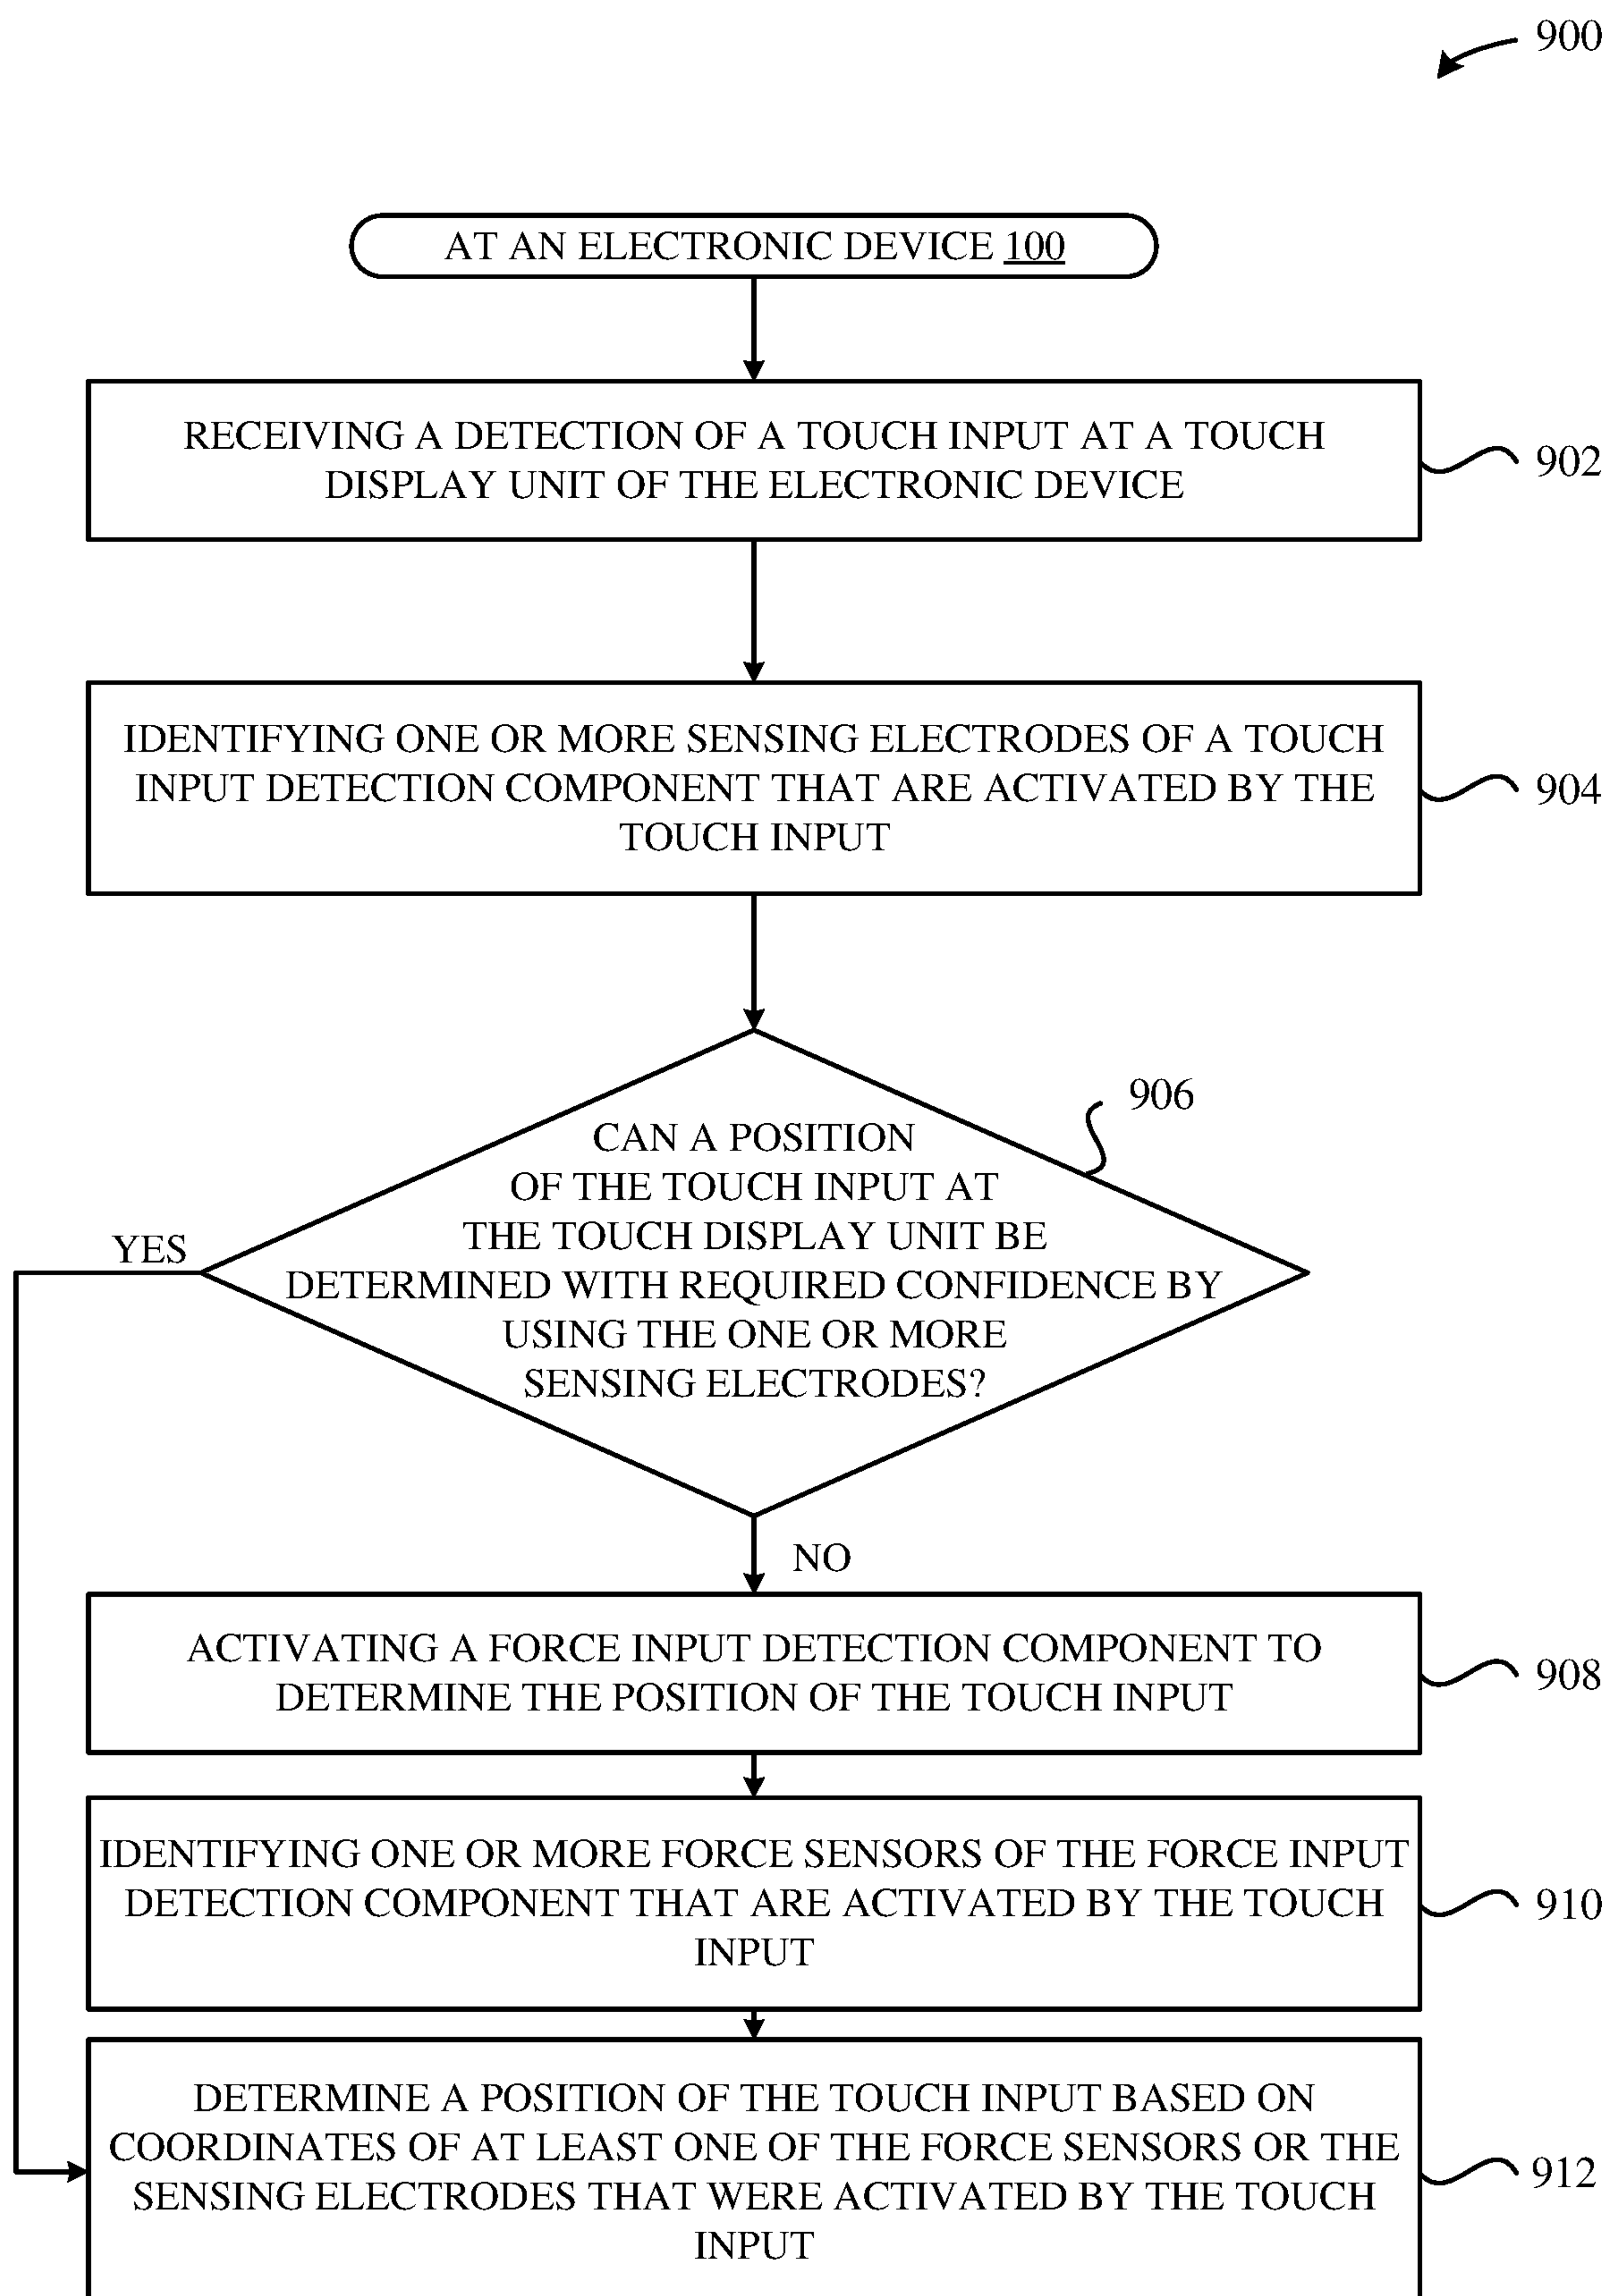 900
AT AN ELECTRONIC DEVICE 100
RECEIVING A DETECTION OF A TOUCH INPUT AT A TOUCH
DISPLAY UNIT OF THE ELECTRONIC DEVICE
902
IDENTIFYING ONE OR MORE SENSING ELECTRODES OF A TOUCH
INPUT DETECTION COMPONENT THAT ARE ACTIVATED BY THE
TOUCH INPUT
904
906
CAN A POSITION
OF THE TOUCH INPUT AT
THE TOUCH DISPLAY UNIT BE
DETERMINED WITH REQUIRED CONFIDENCE BY
USING THE ONE OR MORE
SENSING ELECTRODES?
YES
NO
ACTIVATING A FORCE INPUT DETECTION COMPONENT TO
DETERMINE THE POSITION OF THE TOUCH INPUT
908
IDENTIFYING ONE OR MORE FORCE SENSORS OF THE FORCE INPUT
DETECTION COMPONENT THAT ARE ACTIVATED BY THE TOUCH
INPUT
910
DETERMINE A POSITION OF THE TOUCH INPUT BASED ON
COORDINATES OF AT LEAST ONE OF THE FORCE SENSORS OR THE
SENSING ELECTRODES THAT WERE ACTIVATED BY THE TOUCH
INPUT
912